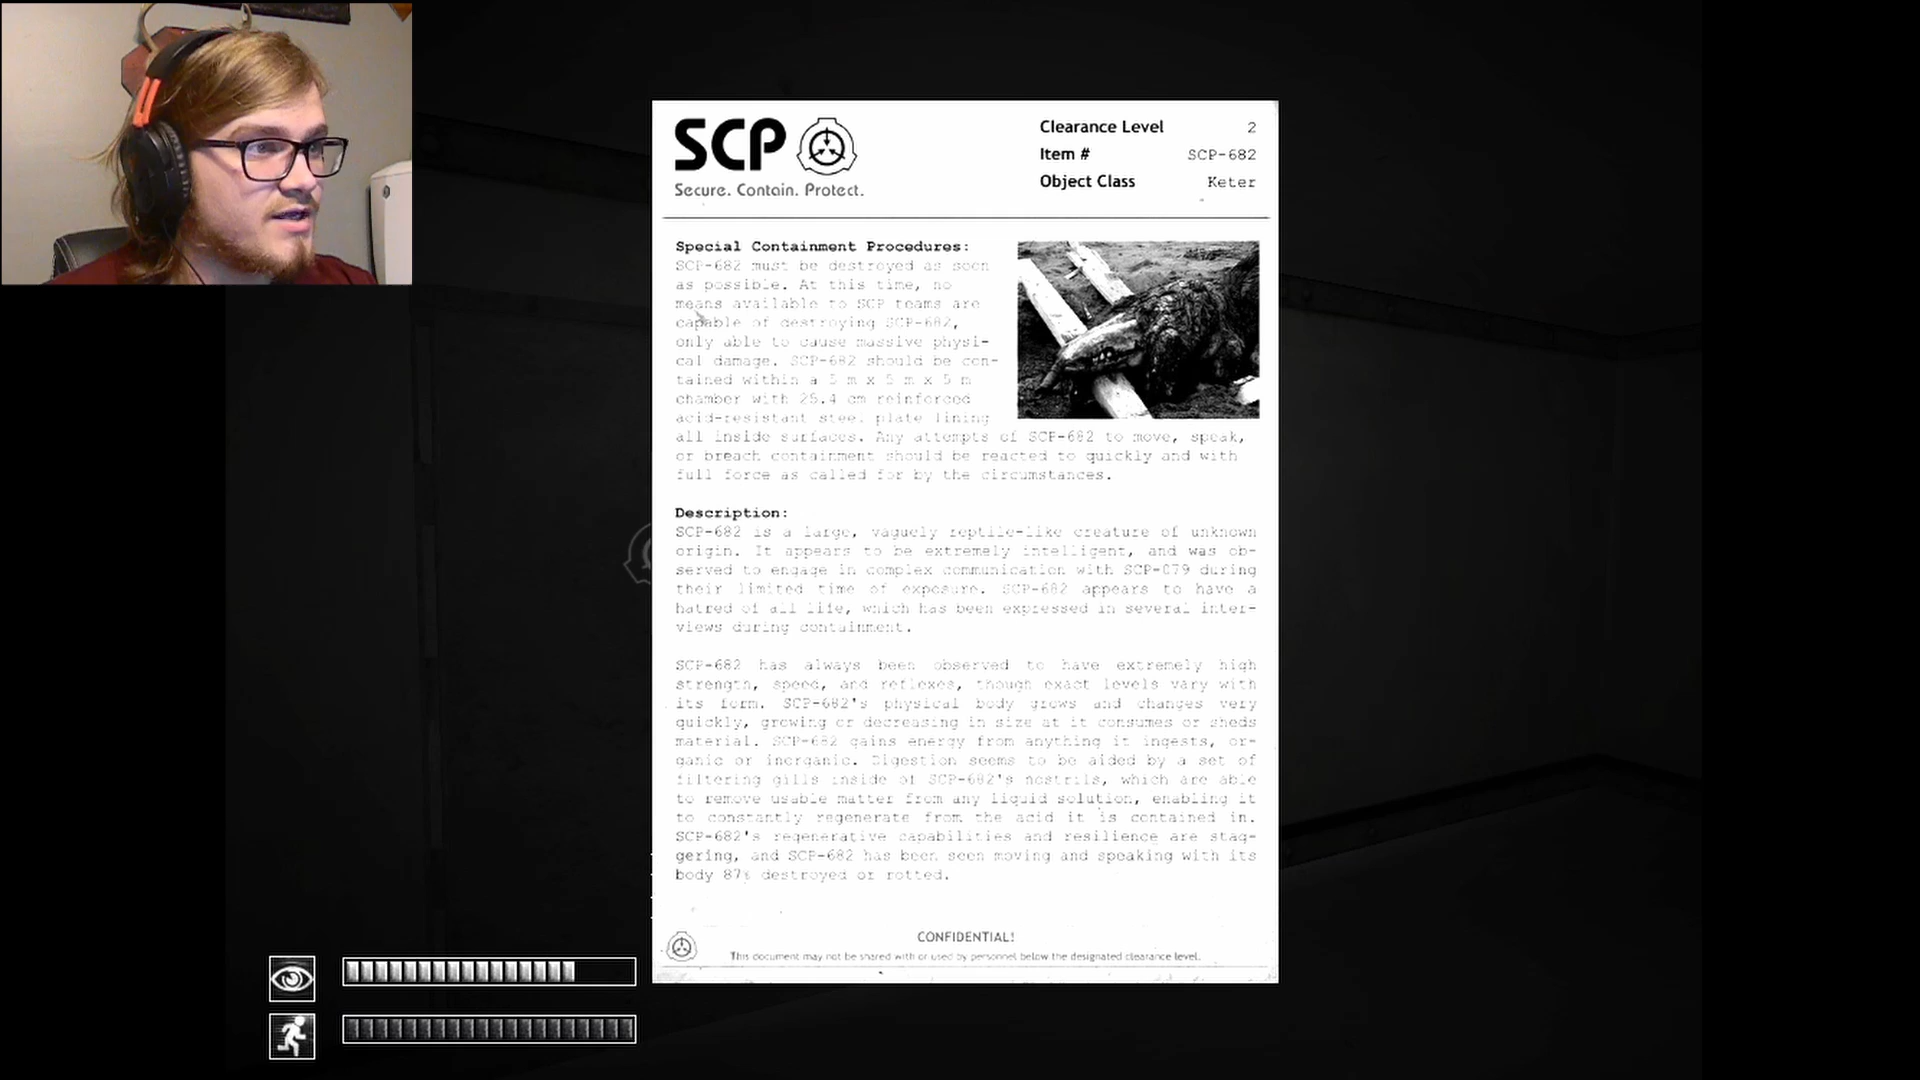 SCP
Secure. Contain. Protect.
Clearance Level 2
Item # SCP-682
Object Class Keter
Special Containment Procedures:
SCP-682 must be destroyed as soon
as possible. At this time, no
means available to SCP teams are
capable of destroying SCP-682,
only able to cause massive physi-
cal damage. SCP-682 should be con-
tained within a 5 m x 5 m x 5 m
chamber with 25.4 cm reinforced
acid-resistant steel plate lining
all inside surfaces. Any attempts of SCP-682 to move, speak,
or breach containment should be reacted to quickly and with
full force as called for by the circumstances.
Description:
SCP-682 is a large, vaguely reptile-like creature of unknown
origin. It appears to be extremely intelligent, and was ob-
served to engage in complex communication with SCP-079 during
their limited time of exposure. SCP-682 appears to have a
hatred of all life, which has been expressed in several inter-
views during containment.
SCP-682 has always been observed to have extremely high
strength, speed, and reflexes, though exact levels vary with
its form. SCP-682's physical body grows and changes very
quickly, growing or decreasing in size at it consumes or sheds
material. SCP-682 gains energy from anything it ingests, or-
ganic or inorganic. Digestion seems to be aided by a set of
filtering gills inside of SCP-682's nostrils, which are able
to remove usable matter from any liquid solution, enabling it
to constantly regenerate from the acid it is contained in.
SCP-682's regenerative capabilities and resilience are stag-
gering, and SCP-682 has been seen moving and speaking with its
body 87% destroyed or rotted.
CONFIDENTIAL!
This document may not be shared with or used by personnel below the designated clearance level.